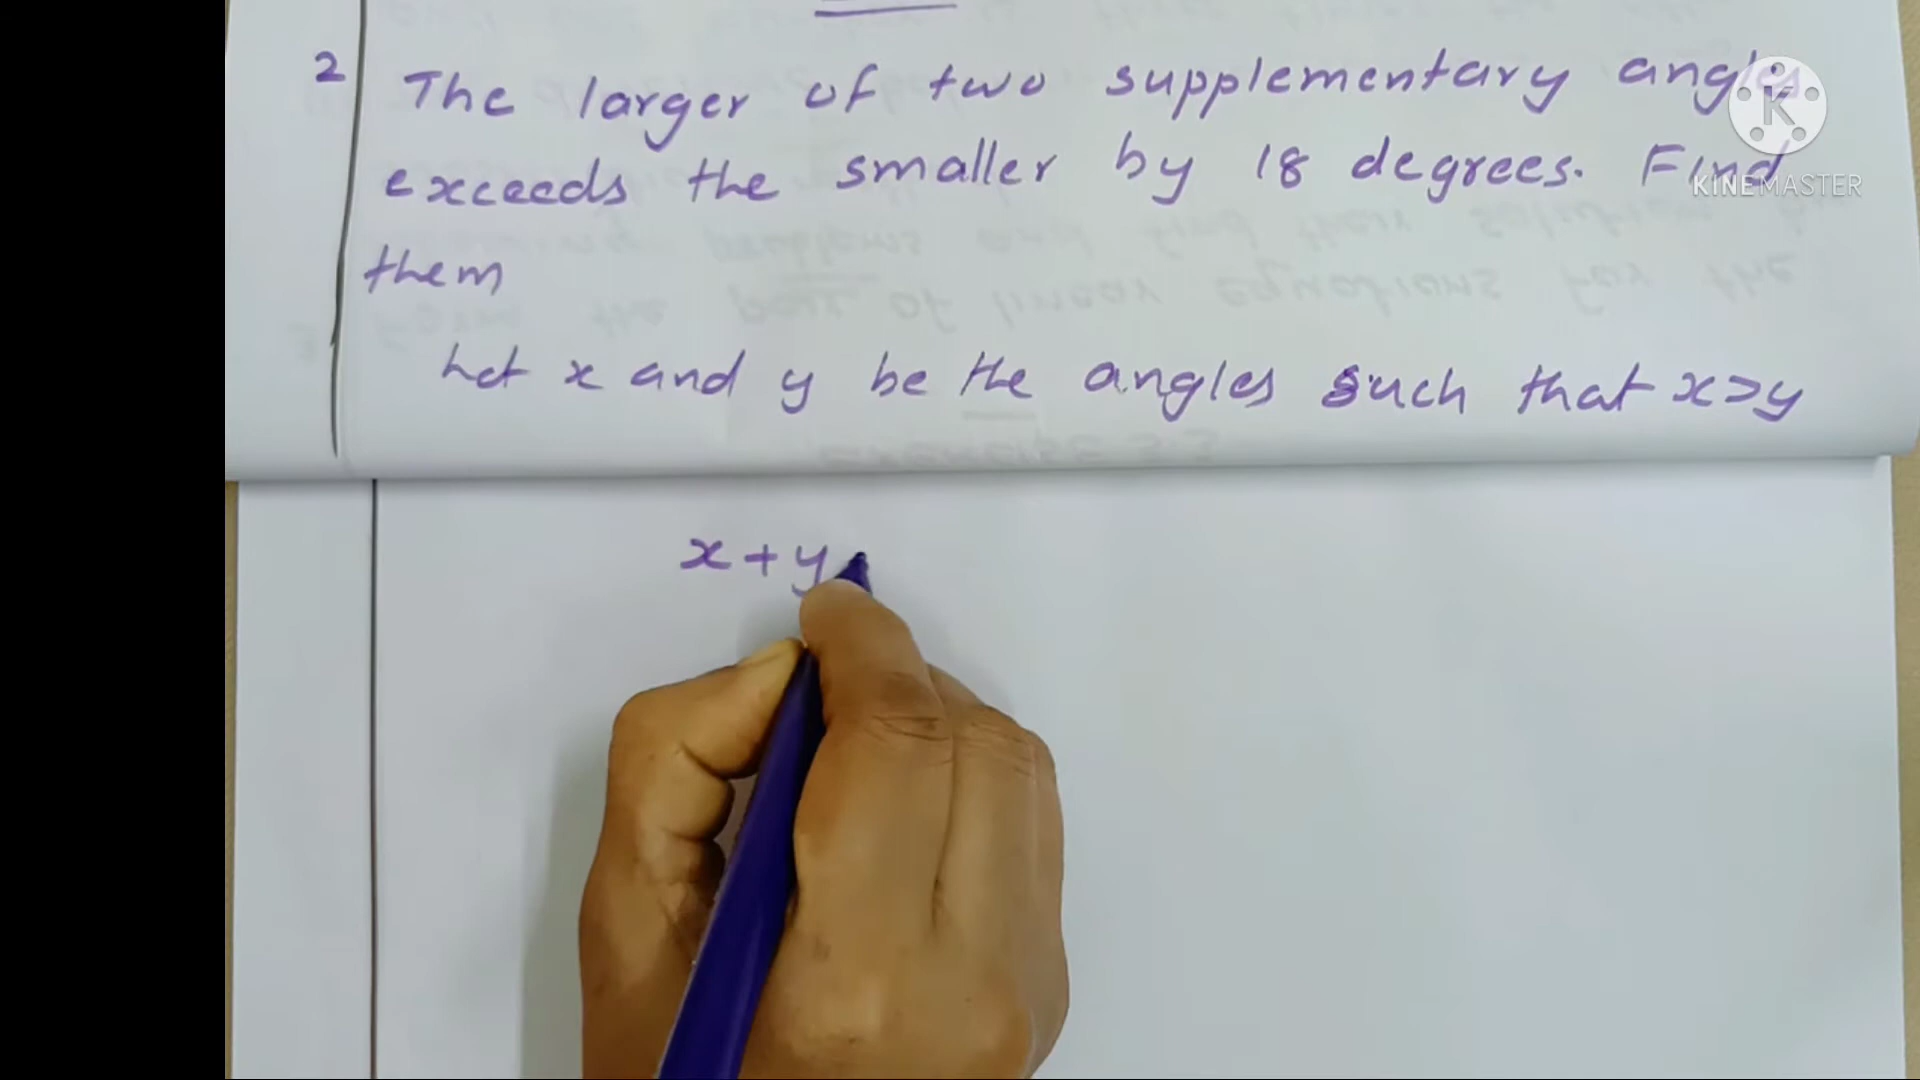 2 The larger of two supplementary angles
exceeds the smaller by 18 degrees. Find
them
Let x and y be the angles such that x>y
x+y
K
KINEMASTER